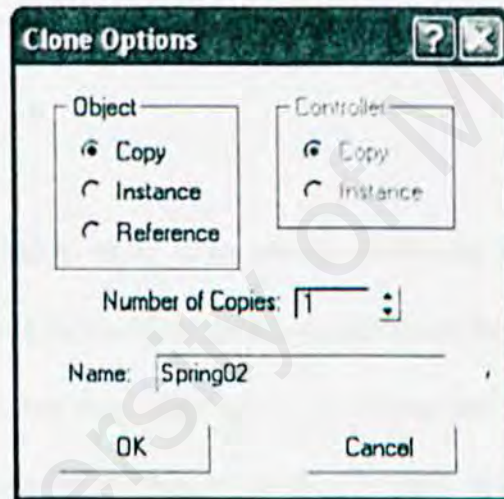 Clone Options
Object
Copy
Instance
Reference
Controller
Copy
Instance
Number of Copies: 1
Name: Spring02
OK
Cancel